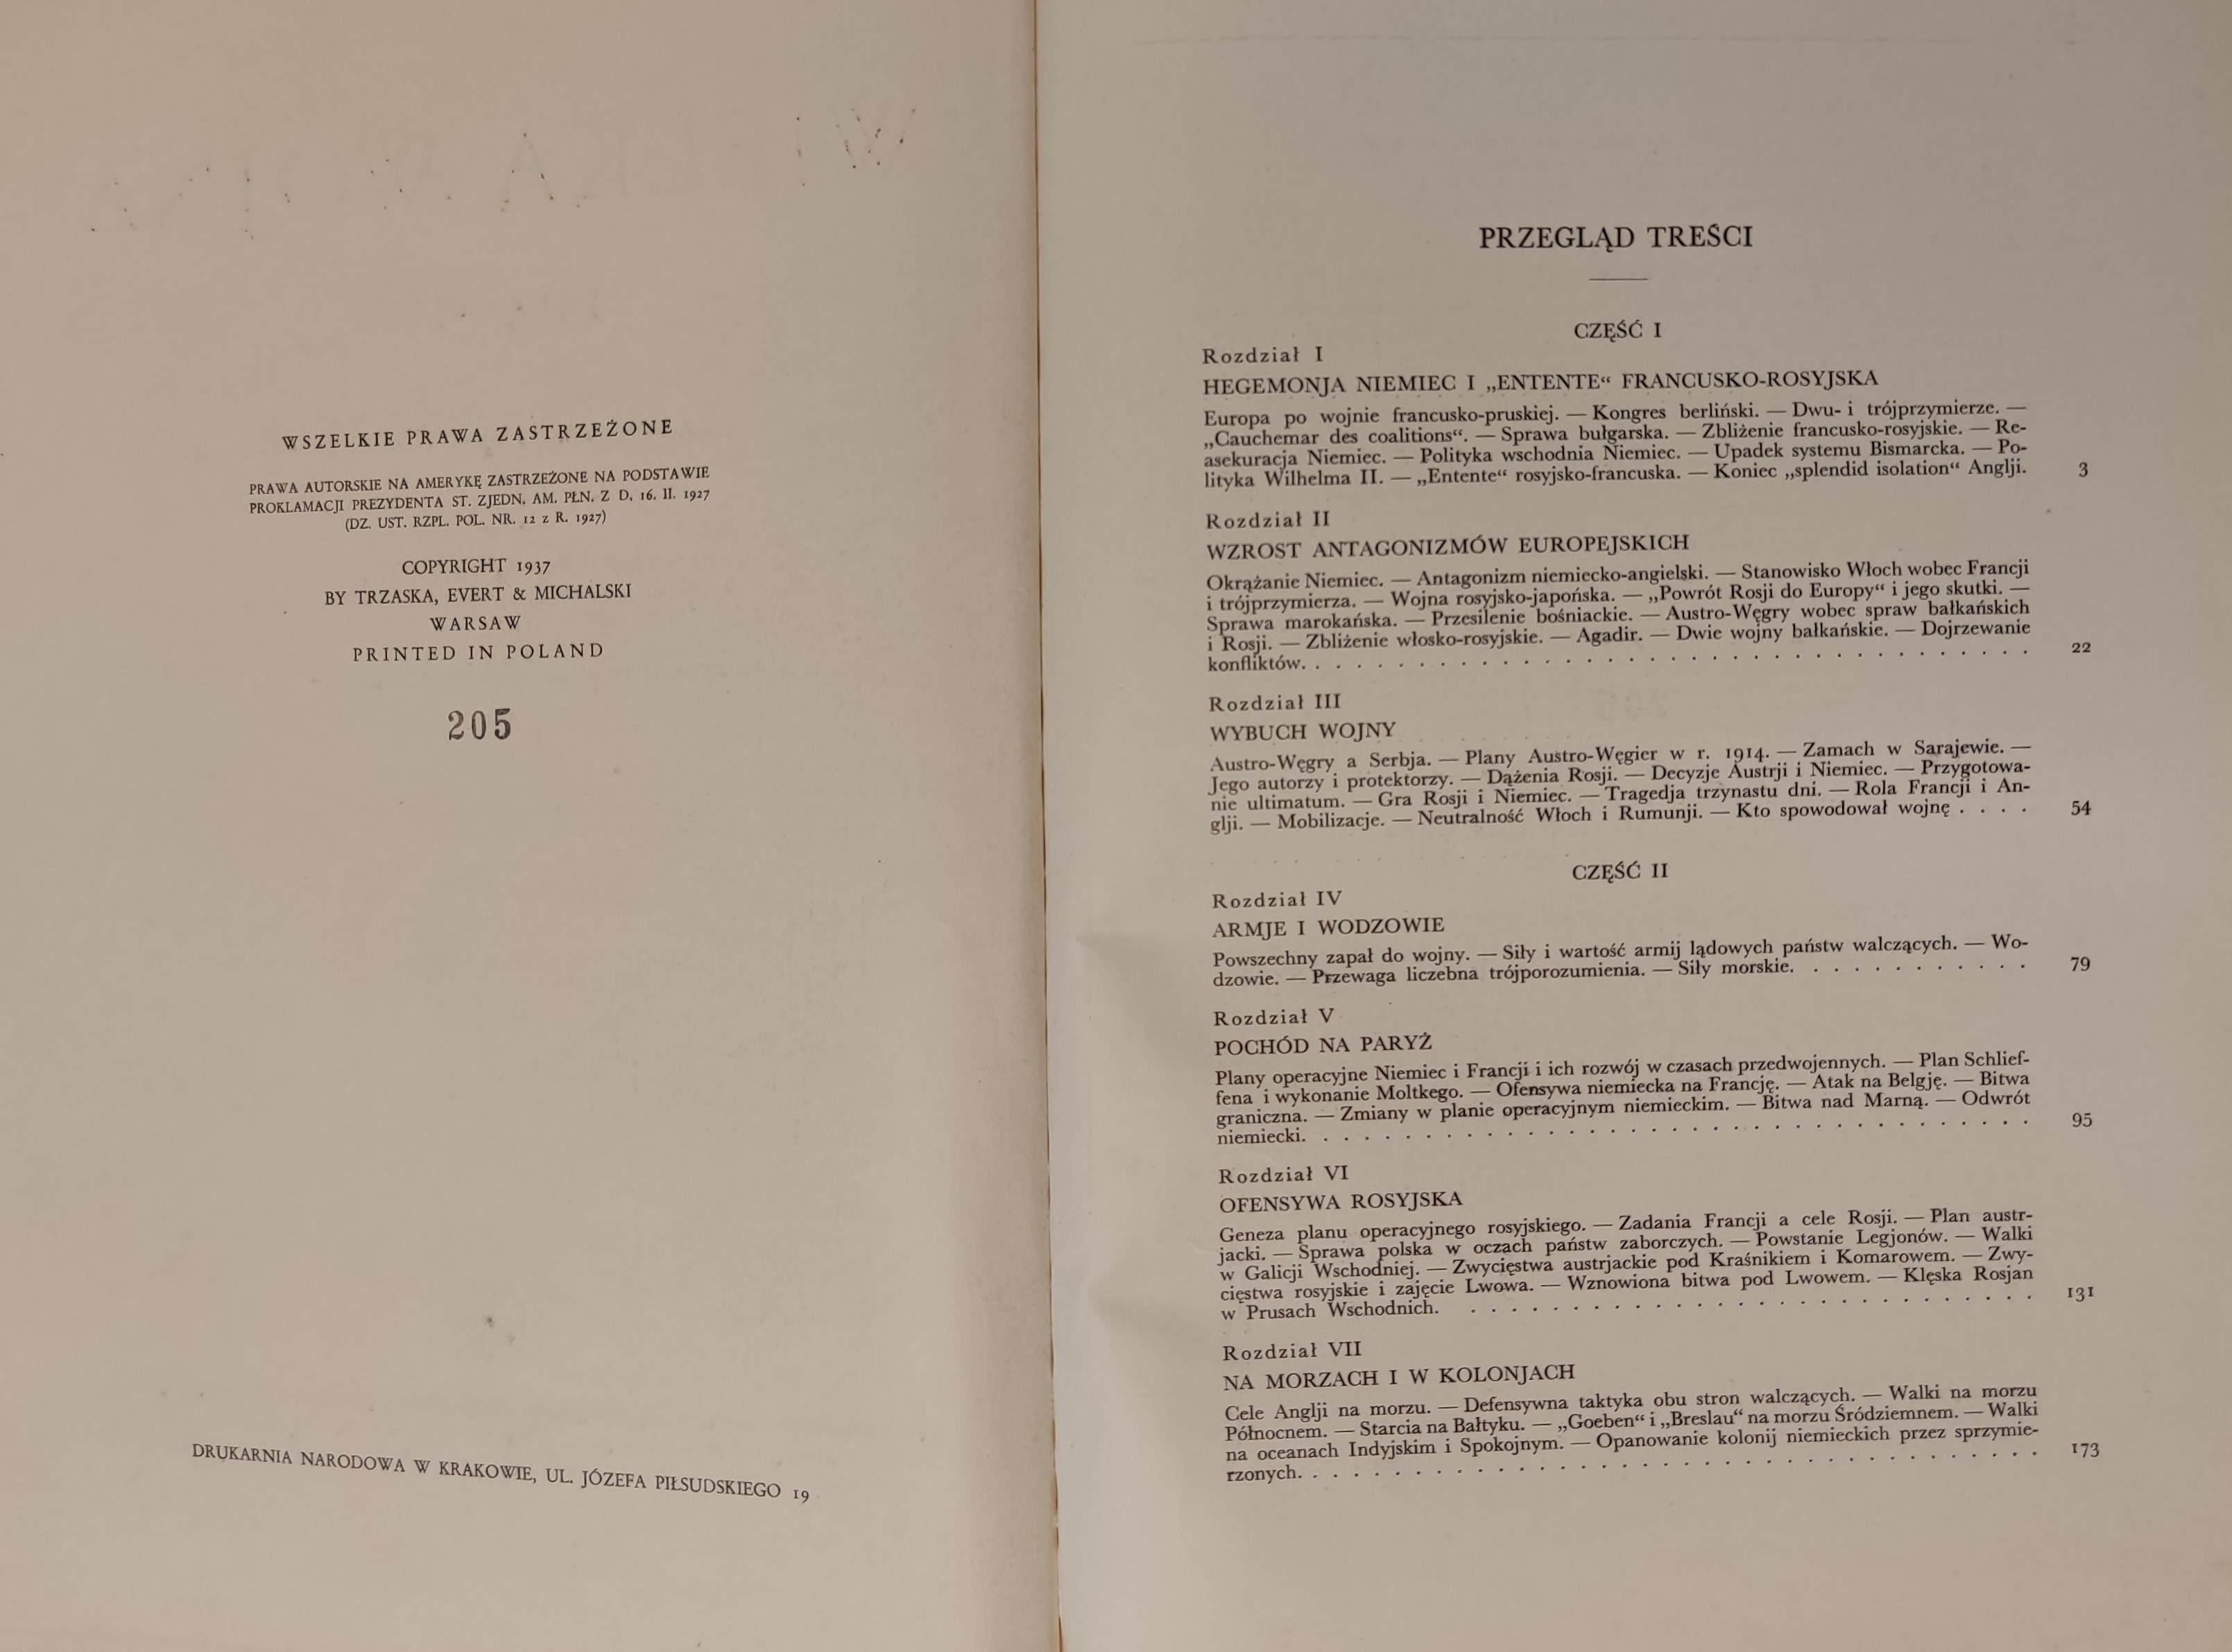 WSZELKIE PRAWA ZASTRZEŻONE
PRAWA AUTORSKIE NA AMERYKĘ ZASTRZEŻONE NA PODSTAWIE
PROKLAMACJI PREZYDENTA ST. ZJEDN. AM. PŁN. Z D. 16. II. 1927
(DZ. UST. RZPL. POL. NR. 12 z R. 1927)
COPYRIGHT 1937
BY TRZASKA, EVERT & MICHALSKI
WARSAW
PRINTED IN POLAND
205
DRUKARNIA NARODOWA W KRAKOWIE, UL. JÓZEFA PIŁSUDSKIEGO 19
PRZEGLĄD TREŚCI
CZĘŚĆ I
Rozdział I
HEGEMONJA NIEMIEC I „ENTENTE“ FRANCUSKO-ROSYJSKA
Europa po wojnie francusko-pruskiej. — Kongres berliński. — Dwu- i trójprzymierze. —
„Cauchemar des coalitions“. — Sprawa bułgarska. — Zbliżenie francusko-rosyjskie. — Re-
asekuracja Niemiec. — Polityka wschodnia Niemiec. — Upadek systemu Bismarcka. — Po-
lityka Wilhelma II. — „Entente“ rosyjsko-francuska. — Koniec „splendid isolation“ Anglji. 3
Rozdział II
WZROST ANTAGONIZMÓW EUROPEJSKICH
Okrążanie Niemiec. — Antagonizm niemiecko-angielski. — Stanowisko Włoch wobec Francji
i trójprzymierza. — Wojna rosyjsko-japońska. — „Powrót Rosji do Europy“ i jego skutki. —
Sprawa marokańska. — Przesilenie bośniackie. — Austro-Węgry wobec spraw bałkańskich
i Rosji. — Zbliżenie włosko-rosyjskie. — Agadir. — Dwie wojny bałkańskie. — Dojrzewanie
konfliktów. . . . . . . . . . . . . . . . . . . . . . . . . . . . . . . . . 22
Rozdział III
WYBUCH WOJNY
Austro-Węgry a Serbja. — Plany Austro-Węgier w r. 1914. — Zamach w Sarajewie. —
Jego autorzy i protektorzy. — Dążenia Rosji. — Decyzje Austrji i Niemiec. — Przygotowa-
nie ultimatum. — Gra Rosji i Niemiec. — Tragedja trzynastu dni. — Rola Francji i An-
glji. — Mobilizacje. — Neutralność Włoch i Rumunji. — Kto spowodował wojnę . . . . 54
CZĘŚĆ II
Rozdział IV
ARMJE I WODZOWIE
Powszechny zapał do wojny. — Siły i wartość armij lądowych państw walczących. — Wo-
dzowie. — Przewaga liczebna trójporozumienia. — Siły morskie. . . . . . . . . . . . 79
Rozdział V
POCHÓD NA PARYŻ
Plany operacyjne Niemiec i Francji i ich rozwój w czasach przedwojennych. — Plan Schlief-
fena i wykonanie Moltkego. — Ofensywa niemiecka na Francję. — Atak na Belgję. — Bitwa
graniczna. — Zmiany w planie operacyjnym niemieckim. — Bitwa nad Marną. — Odwrót
niemiecki. . . . . . . . . . . . . . . . . . . . . . . . . . . . . . . . . 95
Rozdział VI
OFENSYWA ROSYJSKA
Geneza planu operacyjnego rosyjskiego. — Zadania Francji a cele Rosji. — Plan austr-
jacki. — Sprawa polska w oczach państw zaborczych. — Powstanie Legjonów. — Walki
w Galicji Wschodniej. — Zwycięstwa austrjackie pod Kraśnikiem i Komarowem. — Zwy-
cięstwa rosyjskie i zajęcie Lwowa. — Wznowiona bitwa pod Lwowem. — Klęska Rosjan
w Prusach Wschodnich. . . . . . . . . . . . . . . . . . . . . . . . . . . 131
Rozdział VII
NA MORZACH I W KOLONJACH
Cele Anglji na morzu. — Defensywna taktyka obu stron walczących. — Walki na morzu
Północnem. — Starcia na Bałtyku. — „Goeben“ i „Breslau“ na morzu Śródziemnem. — Walki
na oceanach Indyjskim i Spokojnym. — Opanowanie kolonij niemieckich przez sprzymie-
rzonych. . . . . . . . . . . . . . . . . . . . . . . . . . . . . . . . . . 173